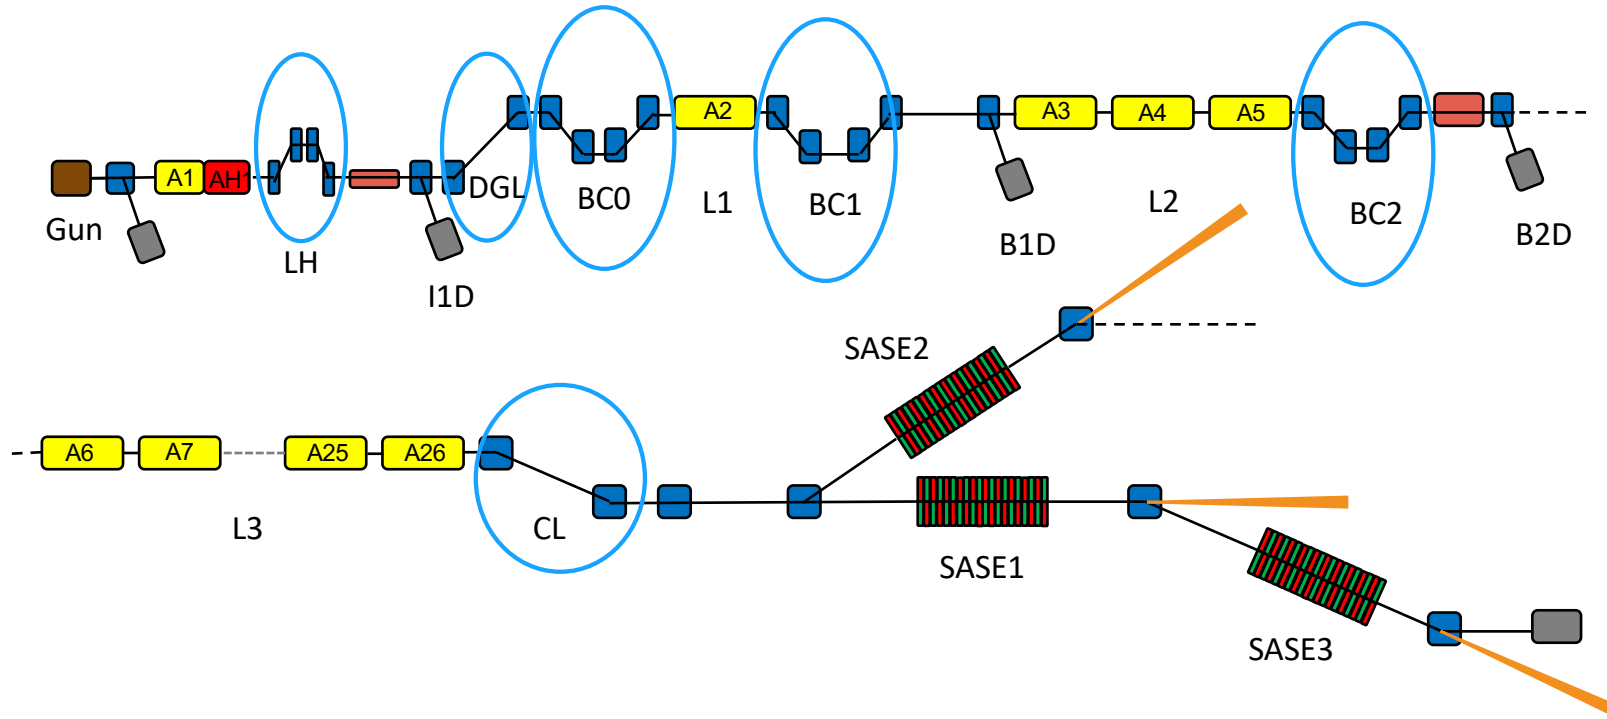 A1
AH1
A2
A3
A4
A5
Gun
LH
I1D
DGL
BC0
L1
BC1
B1D
L2
BC2
B2D
SASE2
A6
A7
A25
A26
L3
CL
SASE1
SASE3